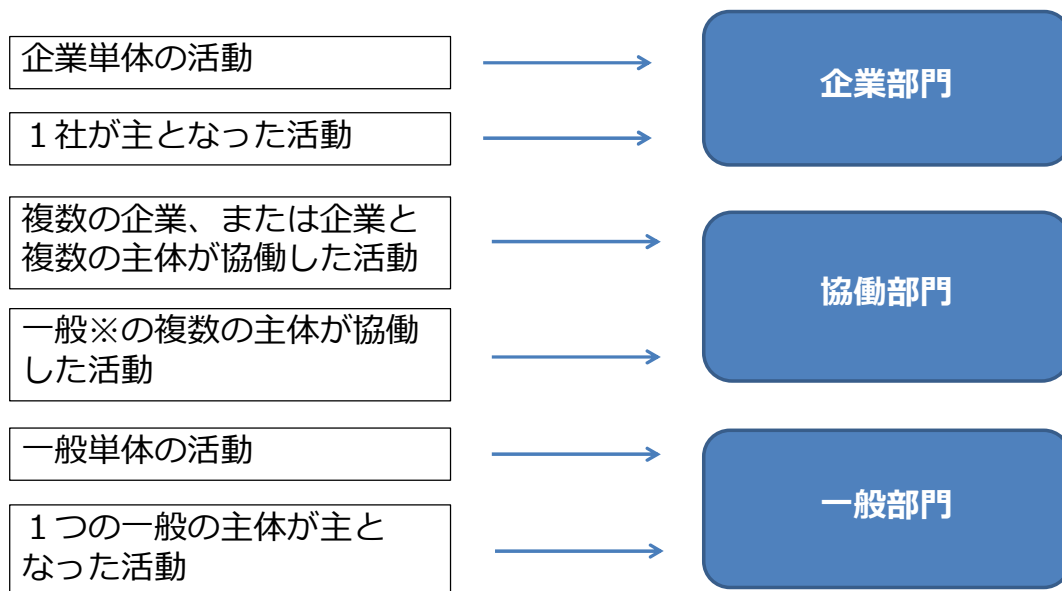 企業単体の活動
１社が主となった活動
企業部門
複数の企業、または企業と
複数の主体が協働した活動
一般※の複数の主体が協働
した活動
協働部門
一般単体の活動
１つの一般の主体が主と
なった活動
一般部門